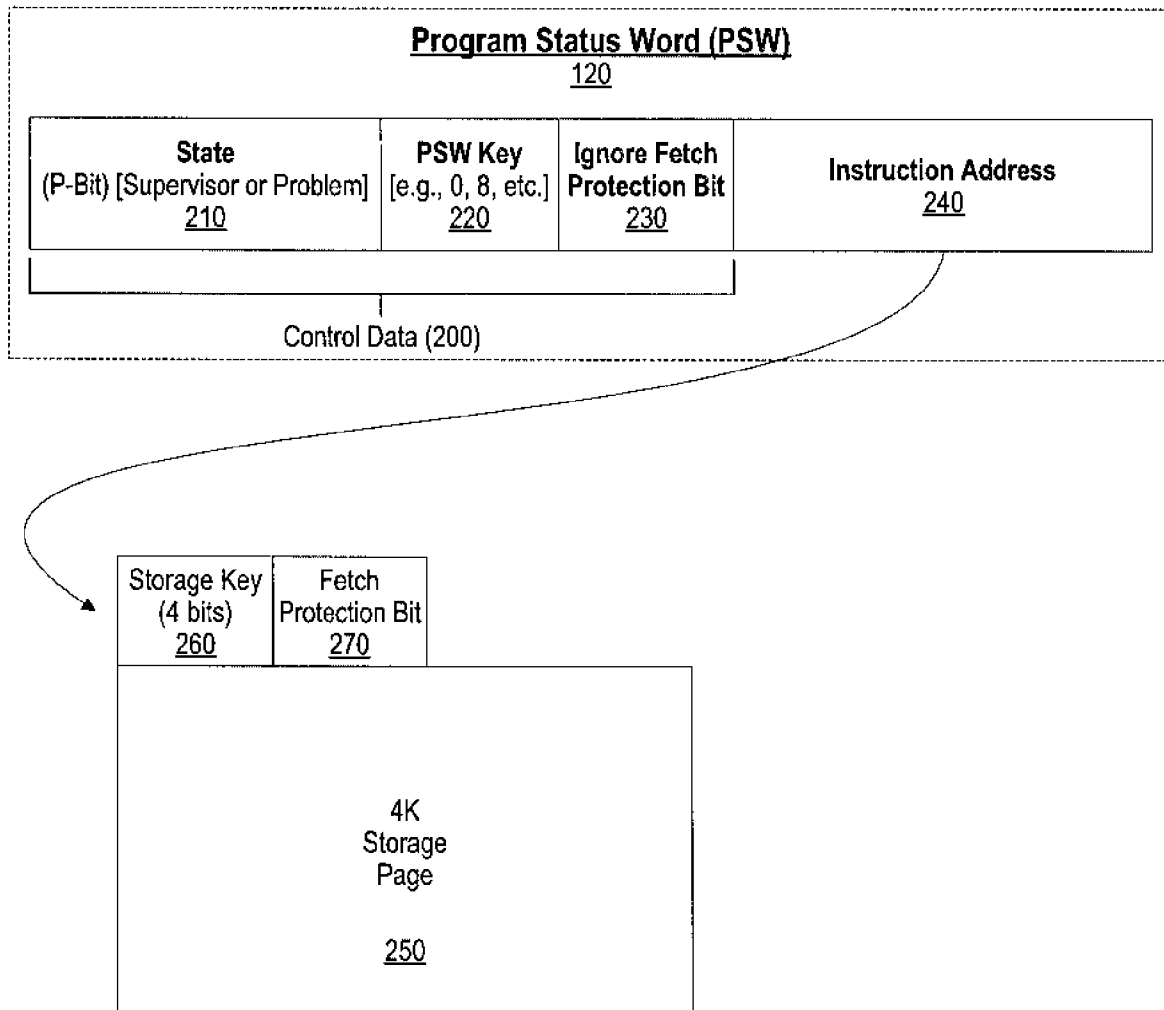 Program Status Word (PSW)
120
State
(P-Bit) [Supervisor or Problem]
210
PSW Key
[e.g., 0, 8, etc.]
220
Ignore Fetch
Protection Bit
230
Instruction Address
240
Control Data (200)
Storage Key
(4 bits)
260
Fetch
Protection Bit
270
4K
Storage
Page
250